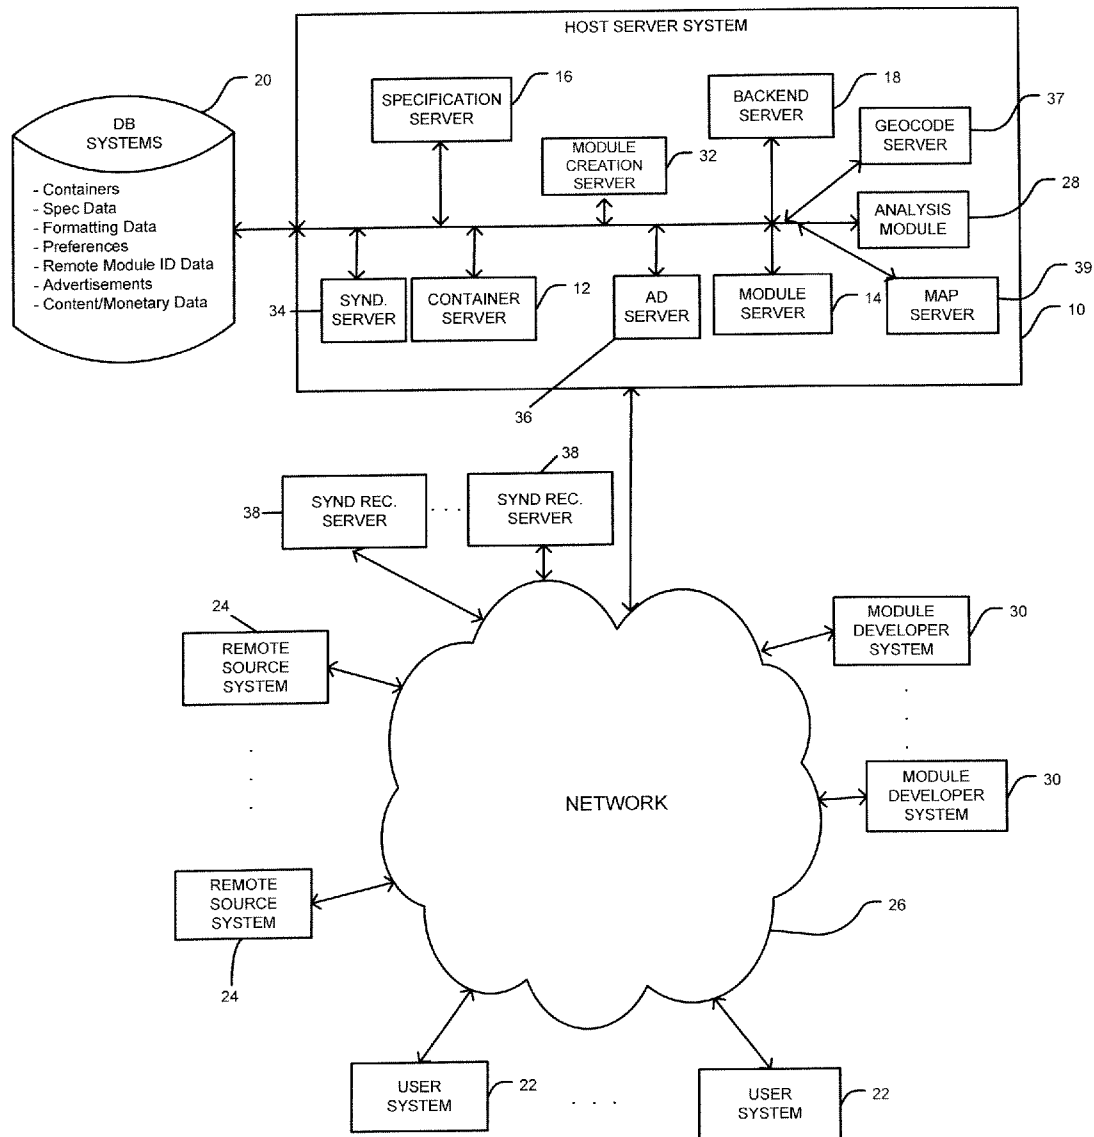 HOST SERVER SYSTEM
20
DB
SYSTEMS
- Containers
- Spec Data
- Formatting Data
- Preferences
- Remote Module ID Data
- Advertisements
- Content/Monetary Data
SPECIFICATION
SERVER
16
MODULE
CREATION
SERVER
32
BACKEND
SERVER
18
GEOCODE
SERVER
37
ANALYSIS
MODULE
28
34
SYND.
SERVER
CONTAINER
SERVER
12
AD
SERVER
36
MODULE
SERVER
14
MAP
SERVER
39
10
38
SYND REC.
SERVER
. . .
SYND REC.
SERVER
38
24
REMOTE
SOURCE
SYSTEM
MODULE
DEVELOPER
SYSTEM
30
.
.
.
.
.
.
MODULE
DEVELOPER
SYSTEM
30
NETWORK
REMOTE
SOURCE
SYSTEM
24
26
USER
SYSTEM
22
. . .
USER
SYSTEM
22